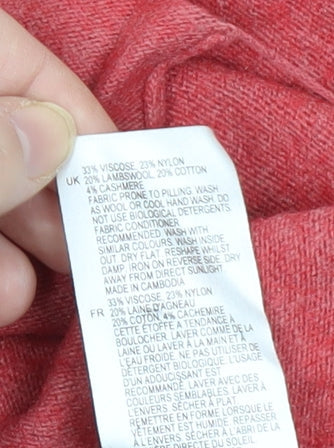 33% VISCOSE, 23% NYLON
UK 20% LAMBSWOOL, 20% COTTON
4% CASHMERE
FABRIC PRONE TO PILLING. WASH
AS WOOL OR COOL HAND WASH. DO
NOT USE BIOLOGICAL DETERGENTS.
FABRIC CONDITIONER
RECOMMENDED. WASH WITH
SIMILAR COLOURS. WASH INSIDE
OUT. DRY FLAT. RESHAPE WHILST
DAMP. IRON ON REVERSE SIDE. DRY
AWAY FROM DIRECT SUNLIGHT
MADE IN CAMBODIA
33% VISCOSE, 23% NYLON
FR 20% LAINE D'AGNEAU
20% COTON, 4% CACHEMIRE
CETTE ÉTOFFE A TENDANCE À
BOULOCHER. LAVER COMME DE LA
LAINE OU LAVER À LA MAIN ET À
L'EAU FROIDE. NE PAS UTILISER DE
DÉTERGENT BIOLOGIQUE. L'USAGE
D'UN ADOUCISSANT EST
RECOMMANDÉ. LAVER AVEC DES
COULEURS SEMBLABLES. LAVER À
L'ENVERS. SÉCHER À PLAT.
REMETTRE EN FORME LORSQUE
LE VÊTEMENT EST HUMIDE. REPASSER
À L'ENVERS. SÉCHER À L'ÉCART
DIRECTE DU SOLEIL